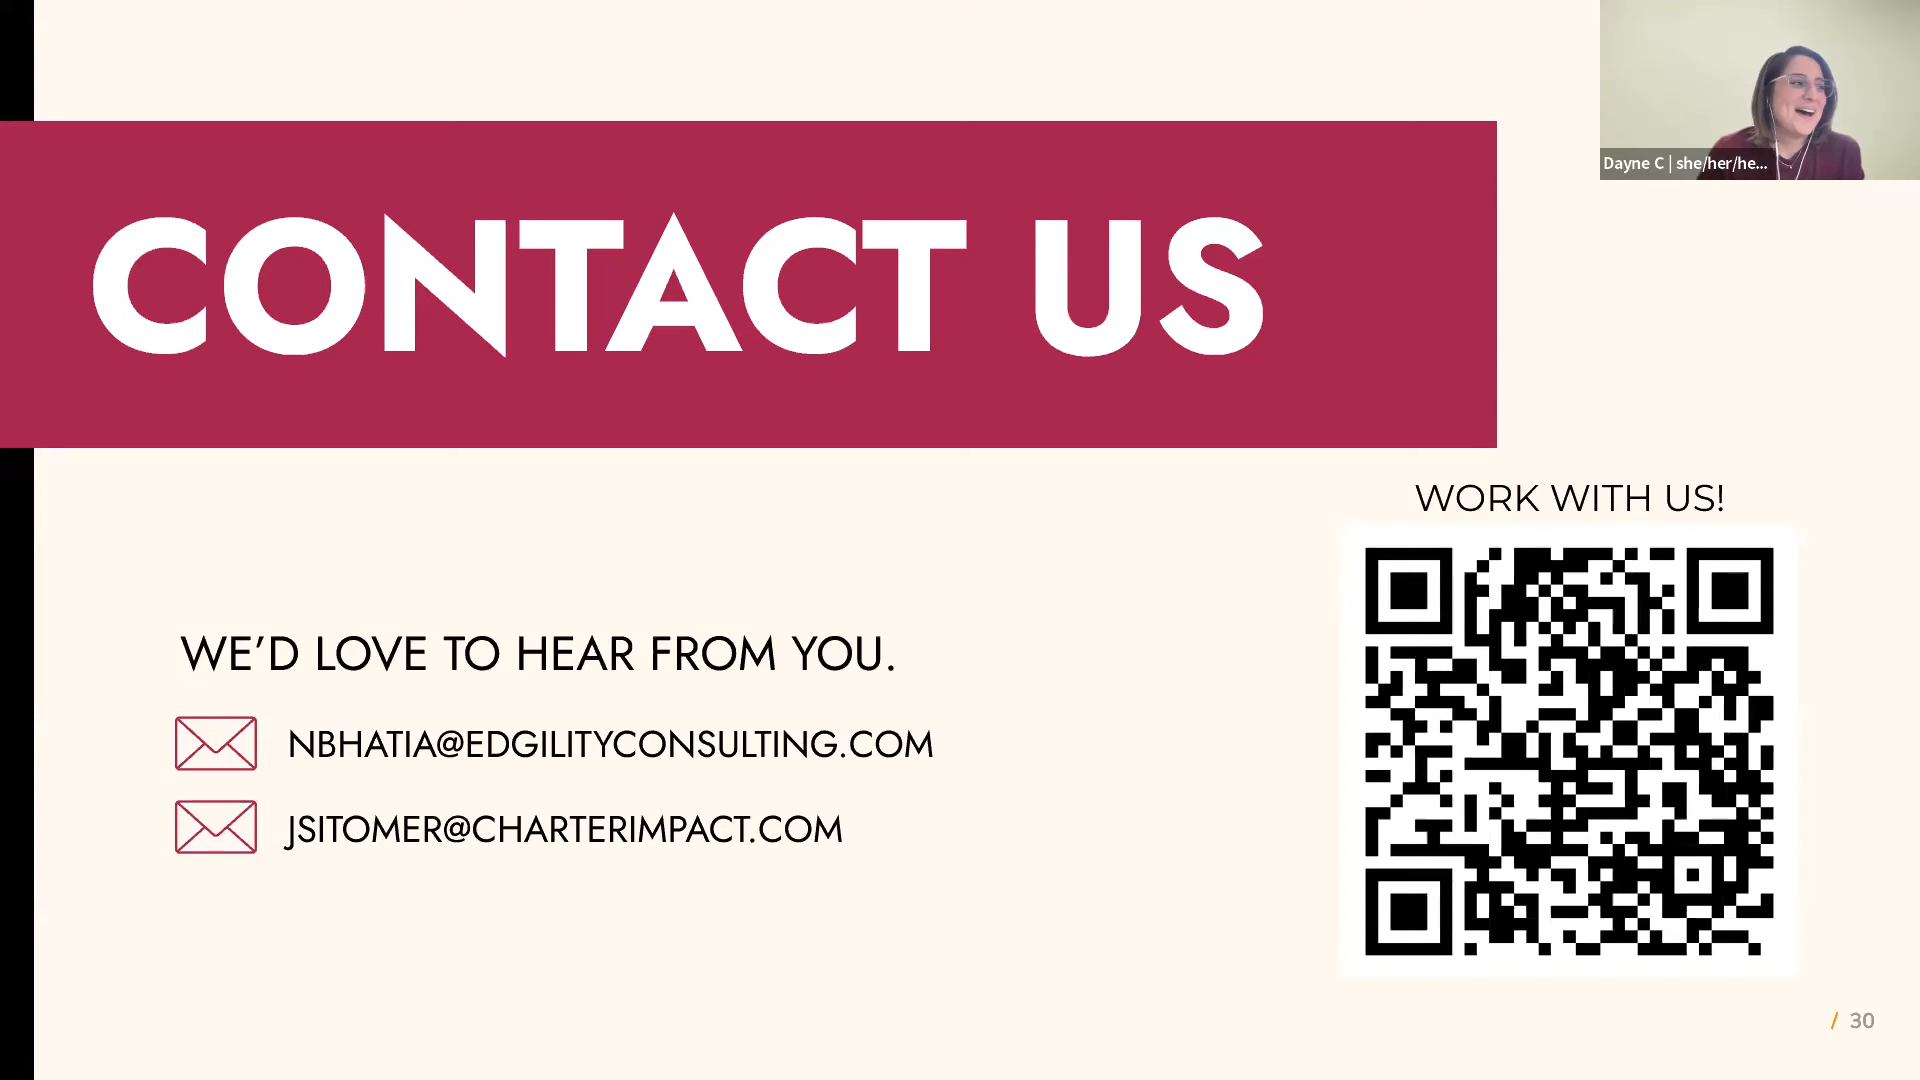 Dayne C | she/her/he...
CONTACT US
WORK WITH US!
WE’D LOVE TO HEAR FROM YOU.
NBHATIA@EDGILITYCONSULTING.COM
JSITOMER@CHARTERIMPACT.COM
/ 30